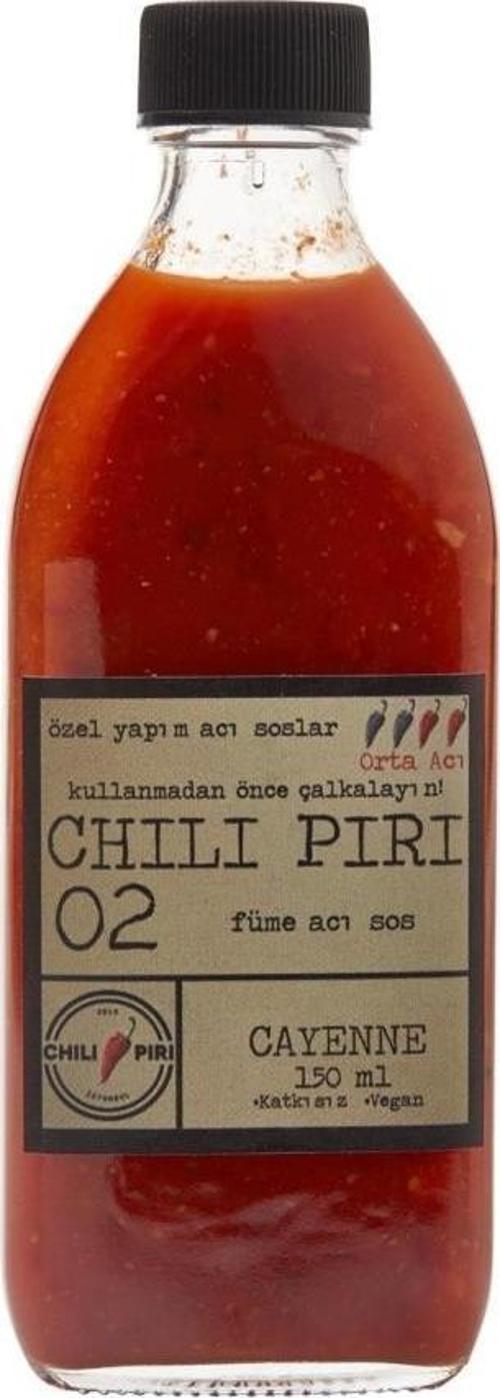 özel yapım acı soslar
Orta Acı
kullanmadan önce çalkalayın!
CHILI PIRI
02
füme acı sos
CHILI PIRI
İSTANBUL
CAYENNE
150 ml
•Katkısız •Vegan